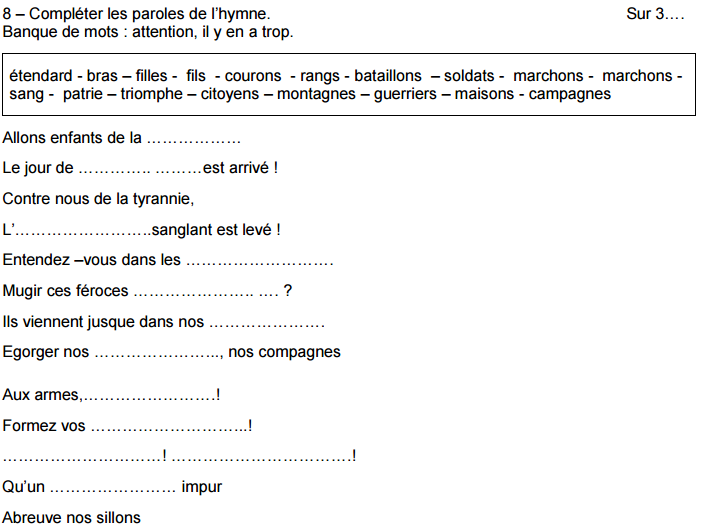 8 – Compléter les paroles de l'hymne. Sur 3….
Banque de mots : attention, il y en a trop.
étendard - bras – filles - fils - courons - rangs - bataillons – soldats - marchons - marchons -
sang - patrie – triomphe – citoyens – montagnes – guerriers – maisons - campagnes
Allons enfants de la ………………
Le jour de ………….. ………est arrivé !
Contre nous de la tyrannie,
L'……………………..sanglant est levé !
Entendez –vous dans les ……………………….
Mugir ces féroces ………………….. …. ?
Ils viennent jusque dans nos ………………….
Egorger nos ………………….., nos compagnes
Aux armes,…………………….!
Formez vos ………………………..!
…………………………! …………………………….!
Qu'un …………………… impur
Abreuve nos sillons